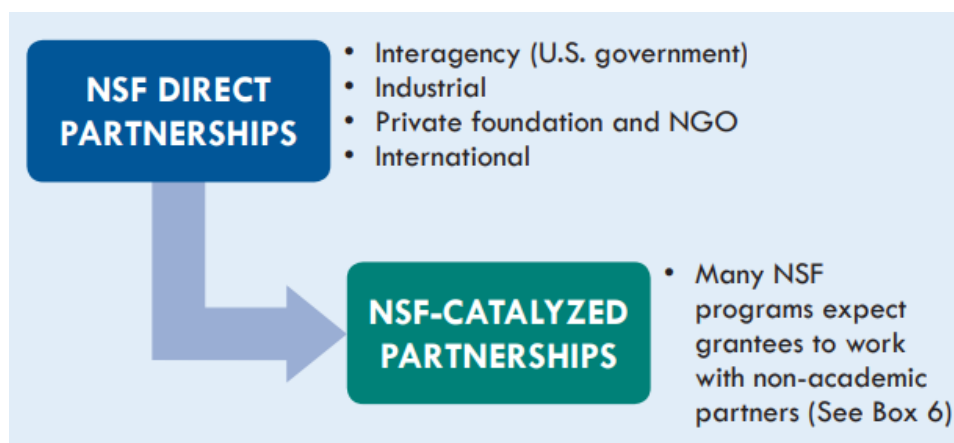 NSF DIRECT
PARTNERSHIPS
• Interagency (U.S. government)
• Industrial
• Private foundation and NGO
• International
NSF-CATALYZED
PARTNERSHIPS
• Many NSF
programs expect
grantees to work
with non-academic
partners (See Box 6)